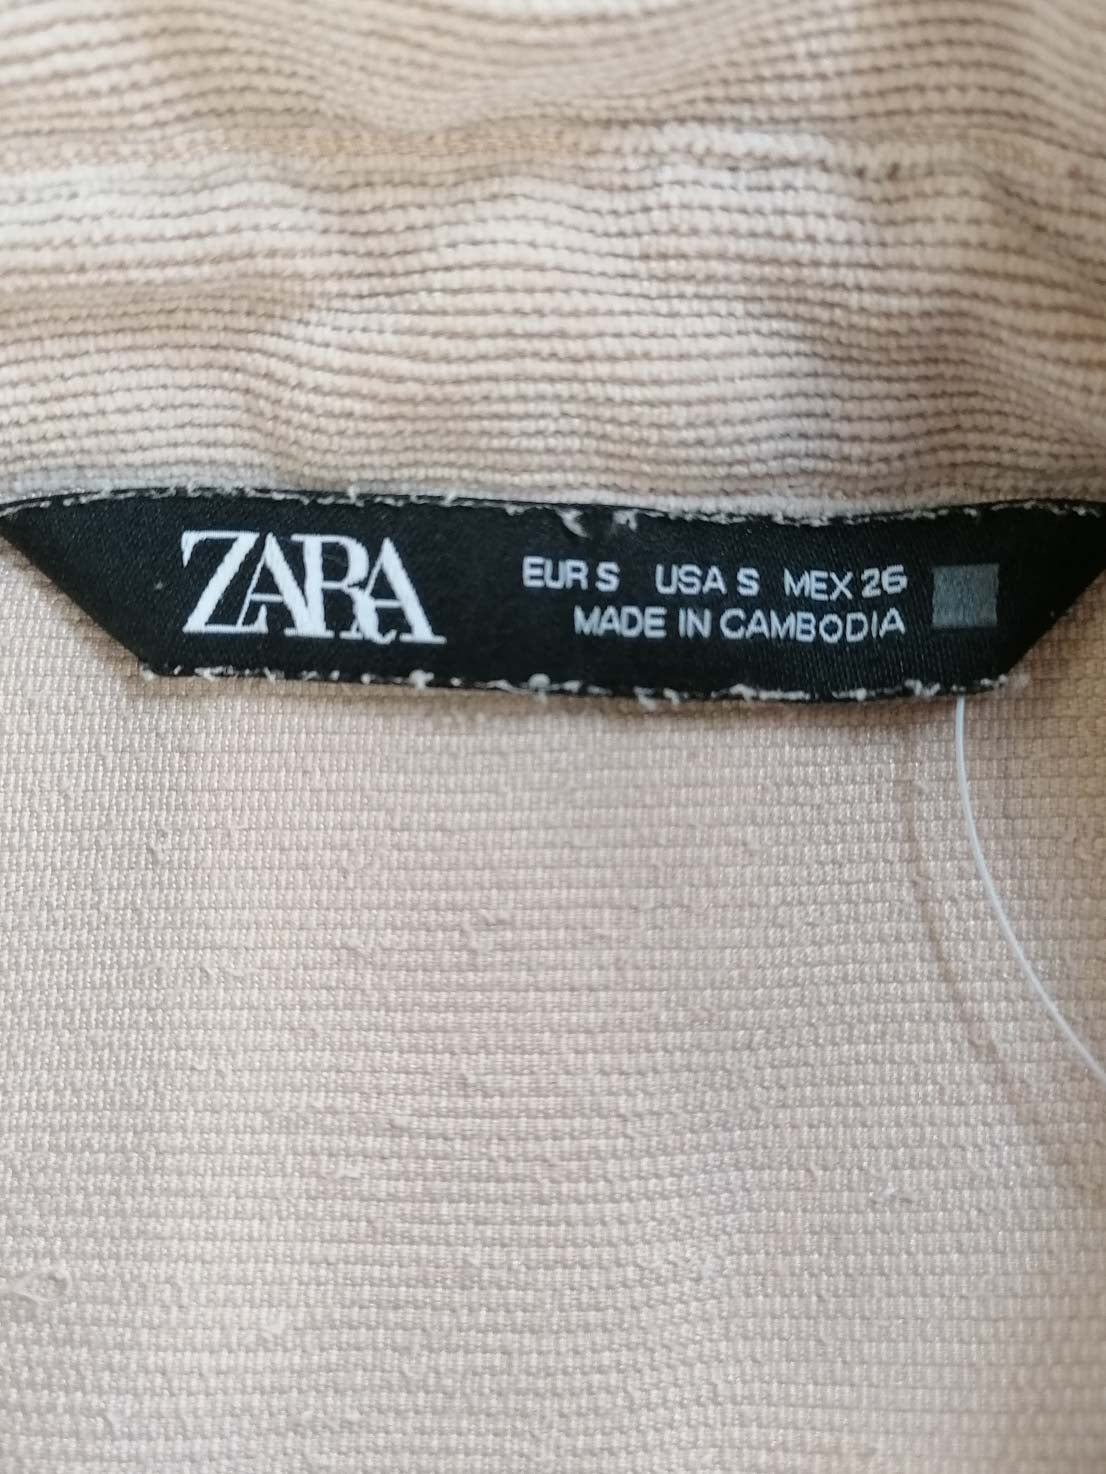 ZARA
EUR S USA S MEX 26
MADE IN CAMBODIA